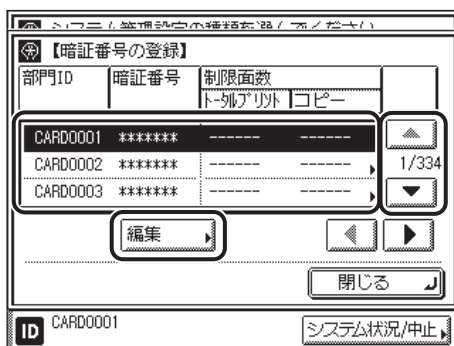 【暗証番号の登録】
部門ID 暗証番号 制限面数
ﾄｰﾀﾙﾌﾟﾘﾝﾄ コピー
CARD0001 ******* ------ ------
CARD0002 ******* ------ ------
1/334
CARD0003 ******* ------ ------
編集
閉じる
ID CARD0001 システム状況/中止